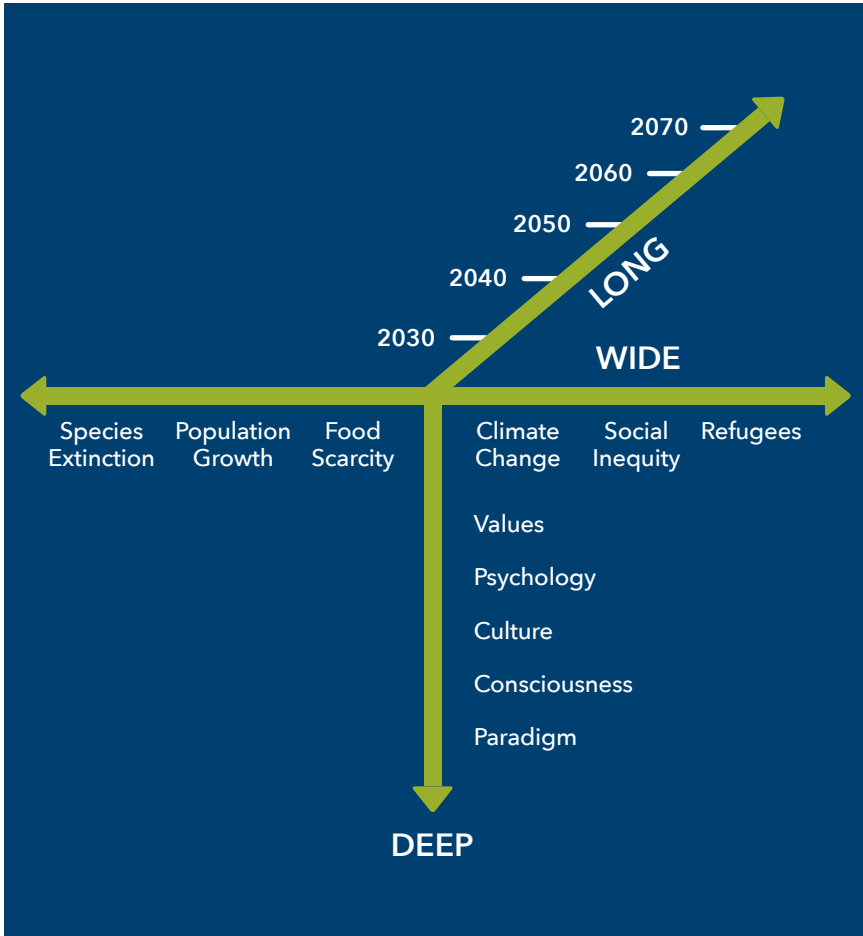 2070
2060
2050
2040
2030
LONG
WIDE
Species
Extinction
Population
Growth
Food
Scarcity
Climate
Change
Social
Inequity
Refugees
Values
Psychology
Culture
Consciousness
Paradigm
DEEP